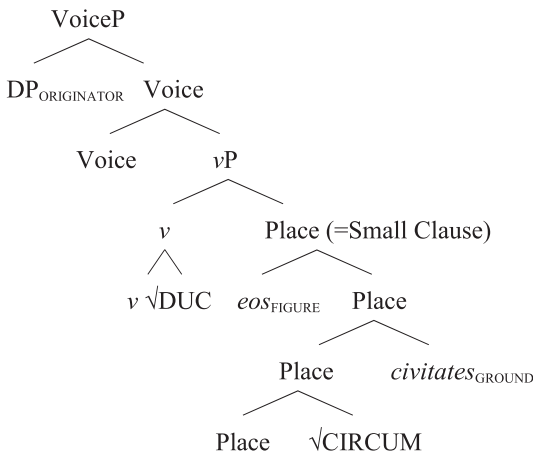 VoiceP
DPORIGINATOR Voice
Voice vP
v Place (=Small Clause)
v √DUC eosFIGURE Place
Place civitatesGROUND
Place √CIRCUM